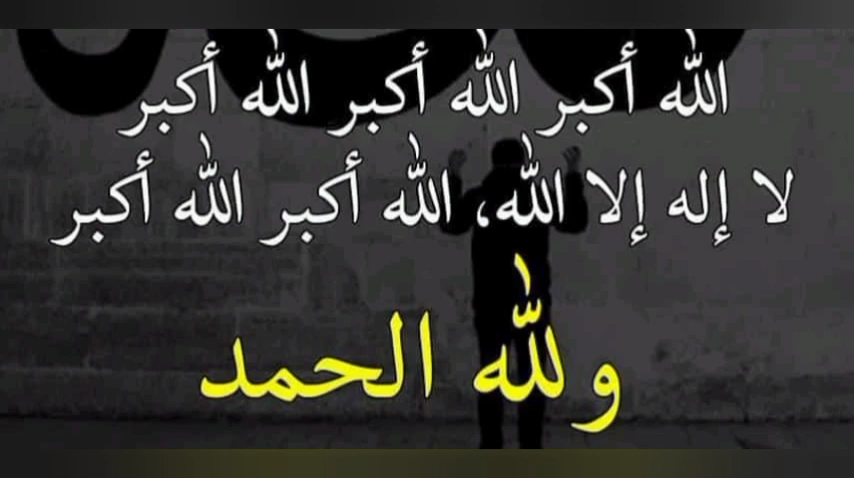 الله أكبر الله أكبر الله أكبر
لا إله إلا الله، الله أكبر الله أكبر
ولله الحمد